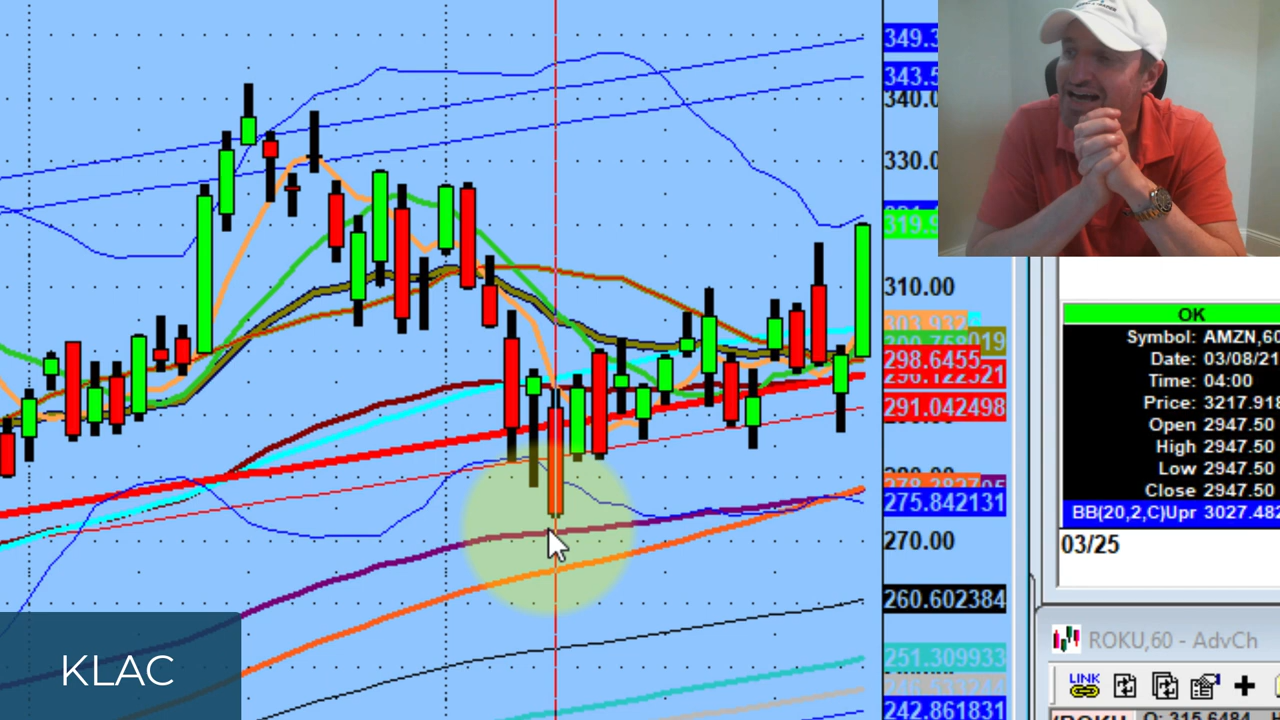 349.3
343.5
340.0
330.0
319.9
310.00
298.6455
291.042498
275.842131
270.00
260.602384
251.309933
242.861831
OK
Symbol: AMZN,60
Date: 03/08/21
Time: 04:00
Price: 3217.918
Open 2947.50
High 2947.50
Low 2947.50
Close 2947.50
BB(20,2,C)Upr 3027.482
03/25
ROKU,60 - AdvCh
LINK
KLAC